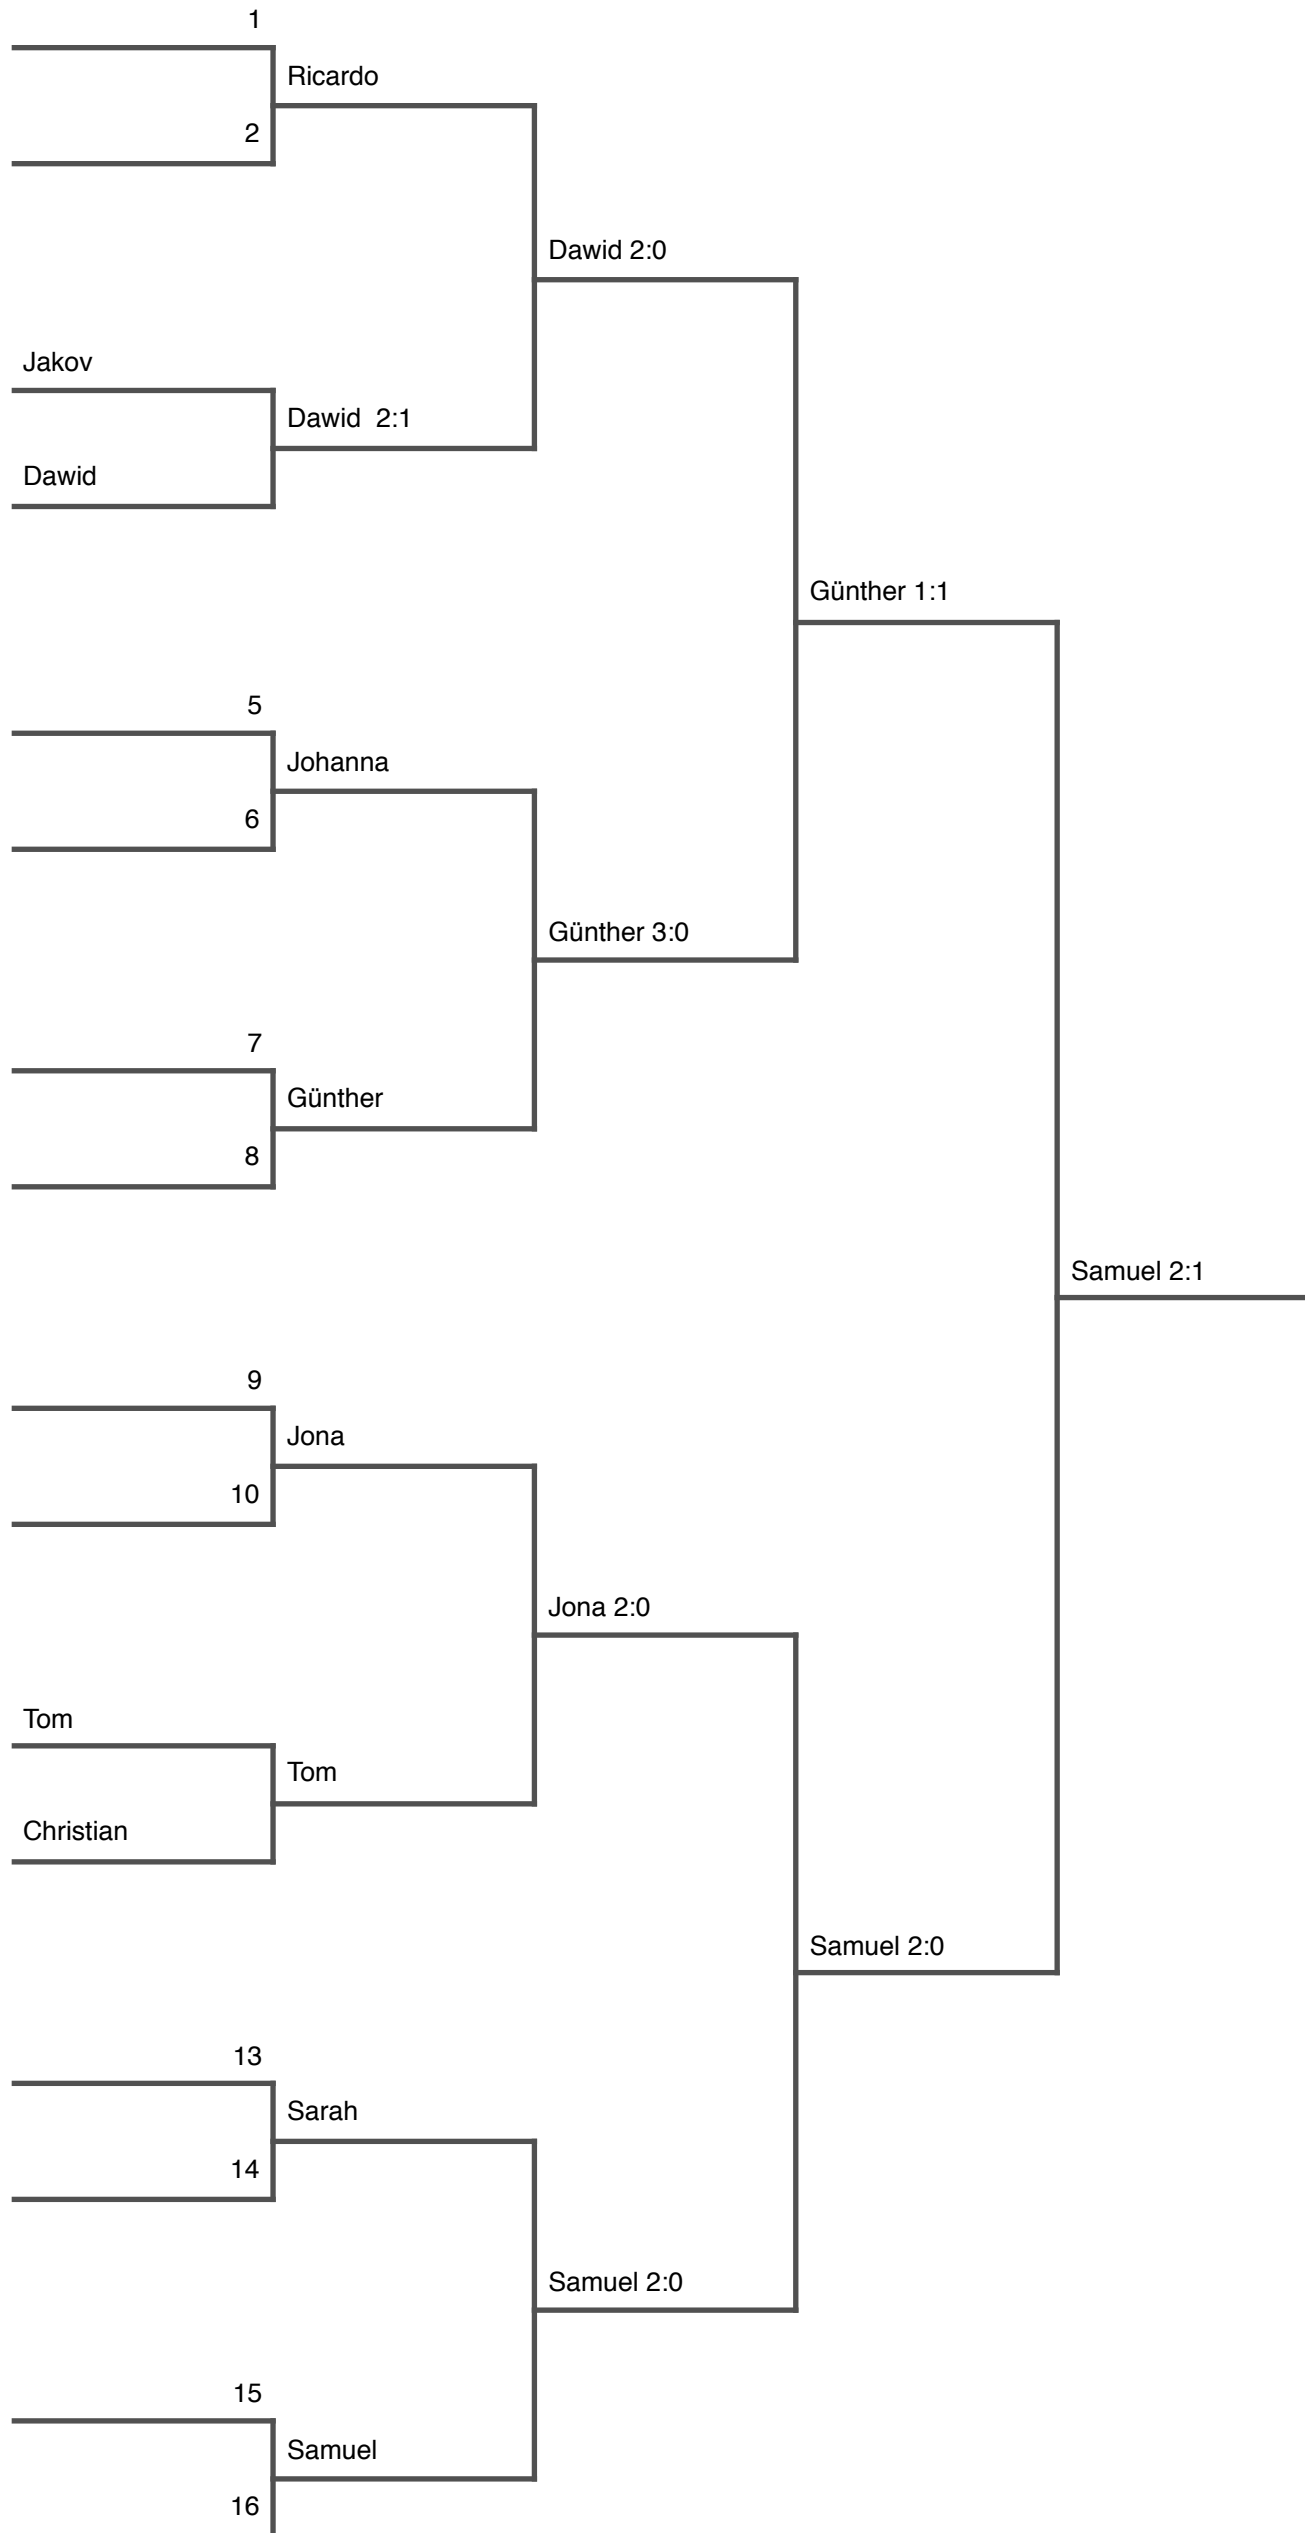 1
Ricardo
2
Dawid 2:0
Jakov
Dawid  2:1
Dawid
Günther 1:1
5
Johanna
6
Günther 3:0
7
Günther
8
Samuel 2:1
9
Jona
10
Jona 2:0
Tom
Tom
Christian
Samuel 2:0
13
Sarah
14
Samuel 2:0
15
Samuel
16